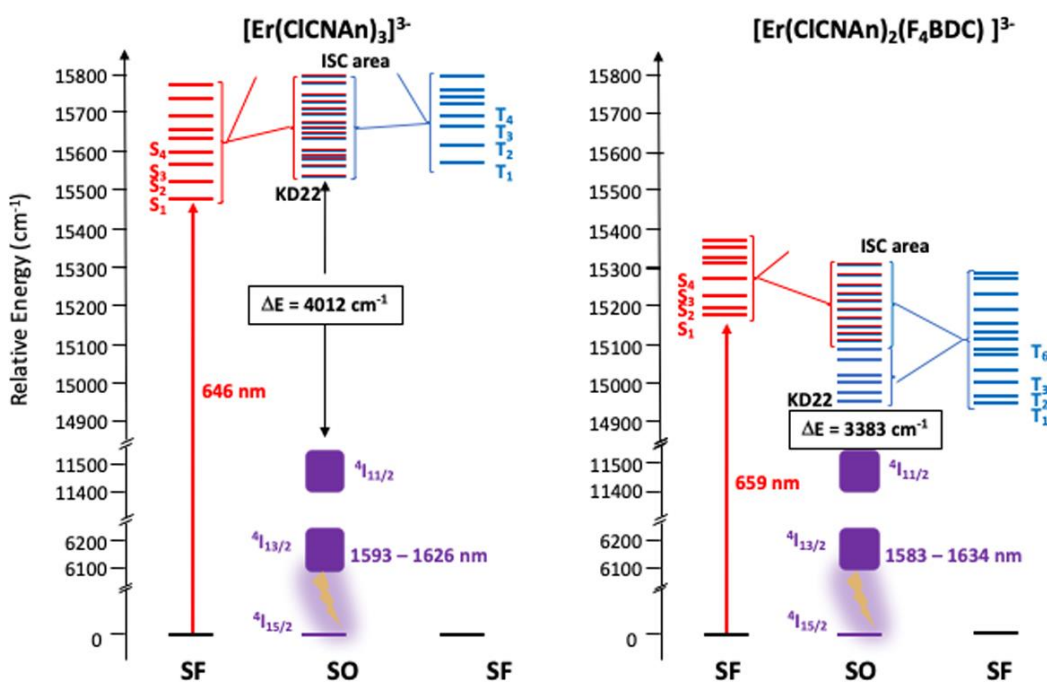 [Er(ClCNAn)₃]³⁻
[Er(ClCNAn)₂(F₄BDC) ]³⁻
Relative Energy (cm⁻¹)
15800
15700
15600
15500
15400
15300
15200
15100
15000
14900
11500
11400
6200
6100
0
S₄
S₃
S₂
S₁
646 nm
ISC area
KD22
ΔE = 4012 cm⁻¹
⁴I₁₁/₂
⁴I₁₃/₂
1593 – 1626 nm
⁴I₁₅/₂
T₄
T₃
T₂
T₁
SF
SO
SF
15800
15700
15600
15500
15400
15300
15200
15100
15000
14900
11500
11400
6200
6100
0
S₄
S₃
S₂
S₁
659 nm
ISC area
KD22
ΔE = 3383 cm⁻¹
⁴I₁₁/₂
⁴I₁₃/₂
1583 – 1634 nm
⁴I₁₅/₂
T₆
T₃
T₂
T₁
SF
SO
SF